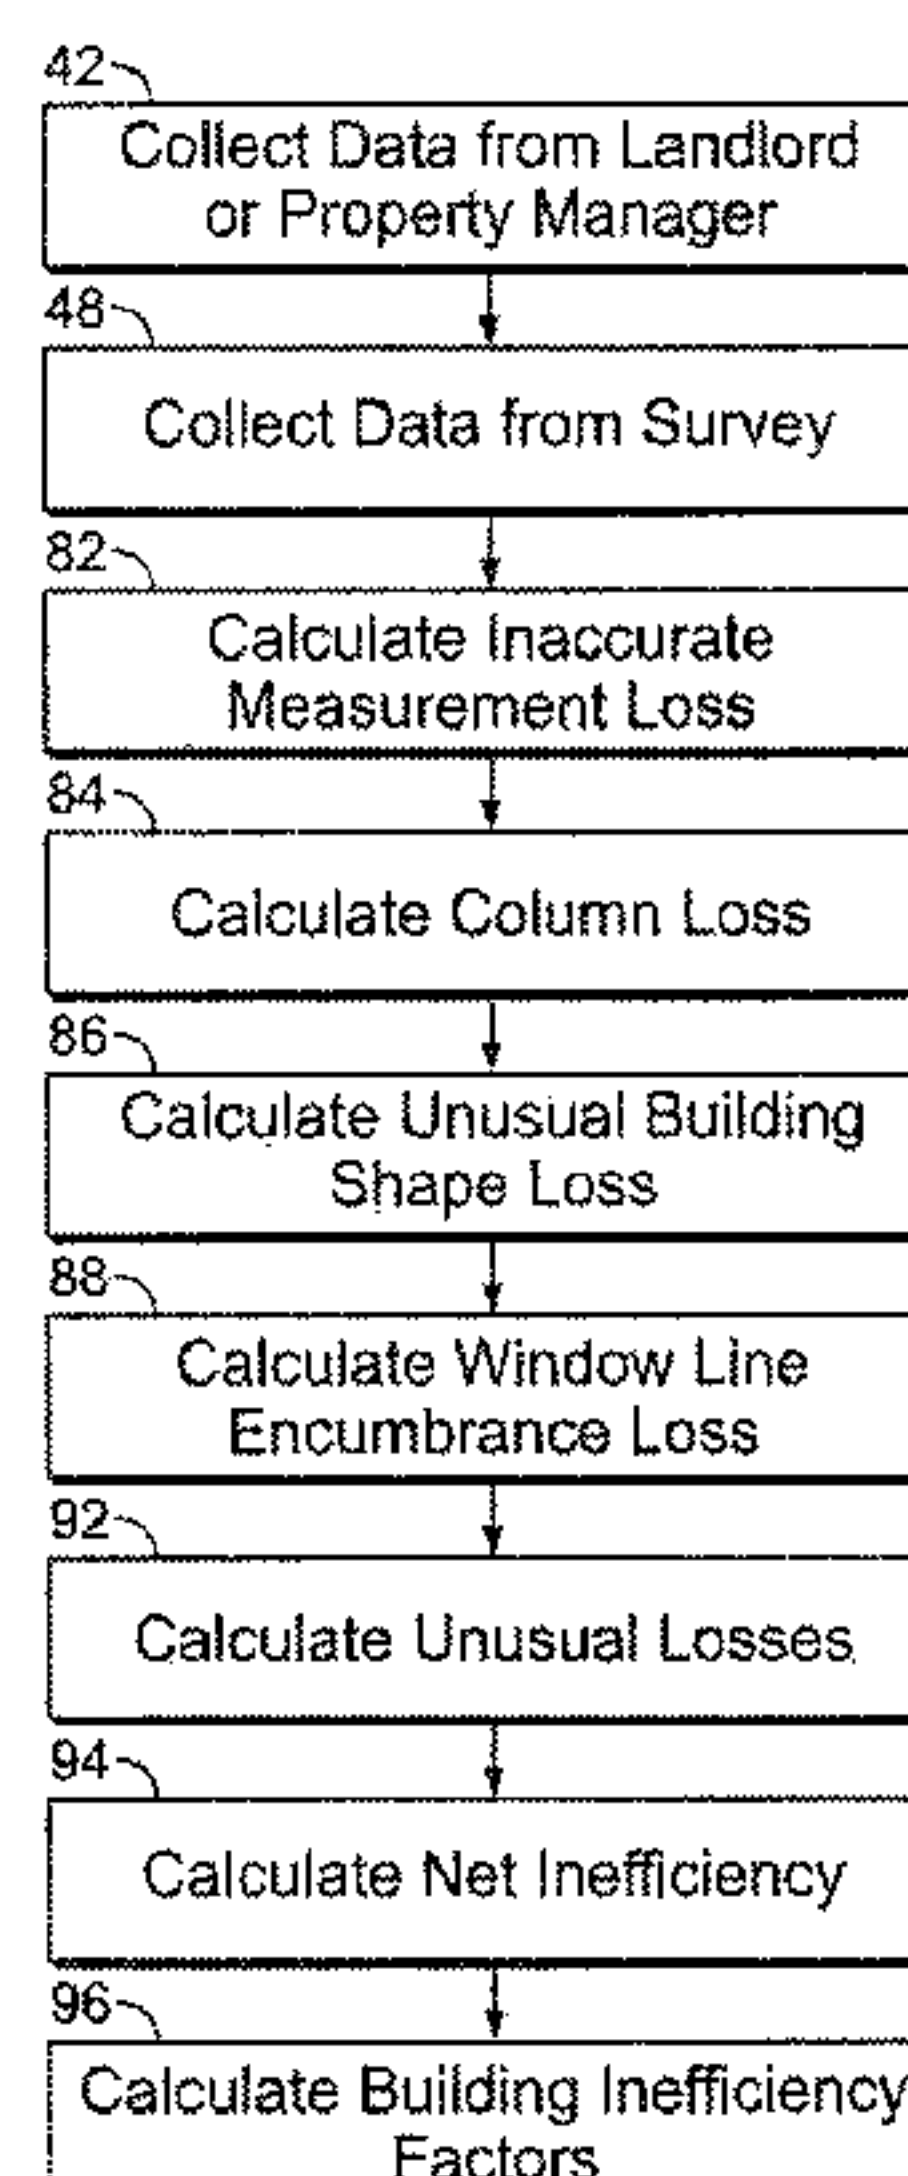 42
Collect Data from Landlord
or Property Manager
48
Collect Data from Survey
82
Calculate Inaccurate
Measurement Loss
84
Calculate Column Loss
86
Calculate Unusual Building
Shape Loss
88
Calculate Window Line
Encumbrance Loss
92
Calculate Unusual Losses
94
Calculate Net Inefficiency
96
Calculate Building Inefficiency
Factors